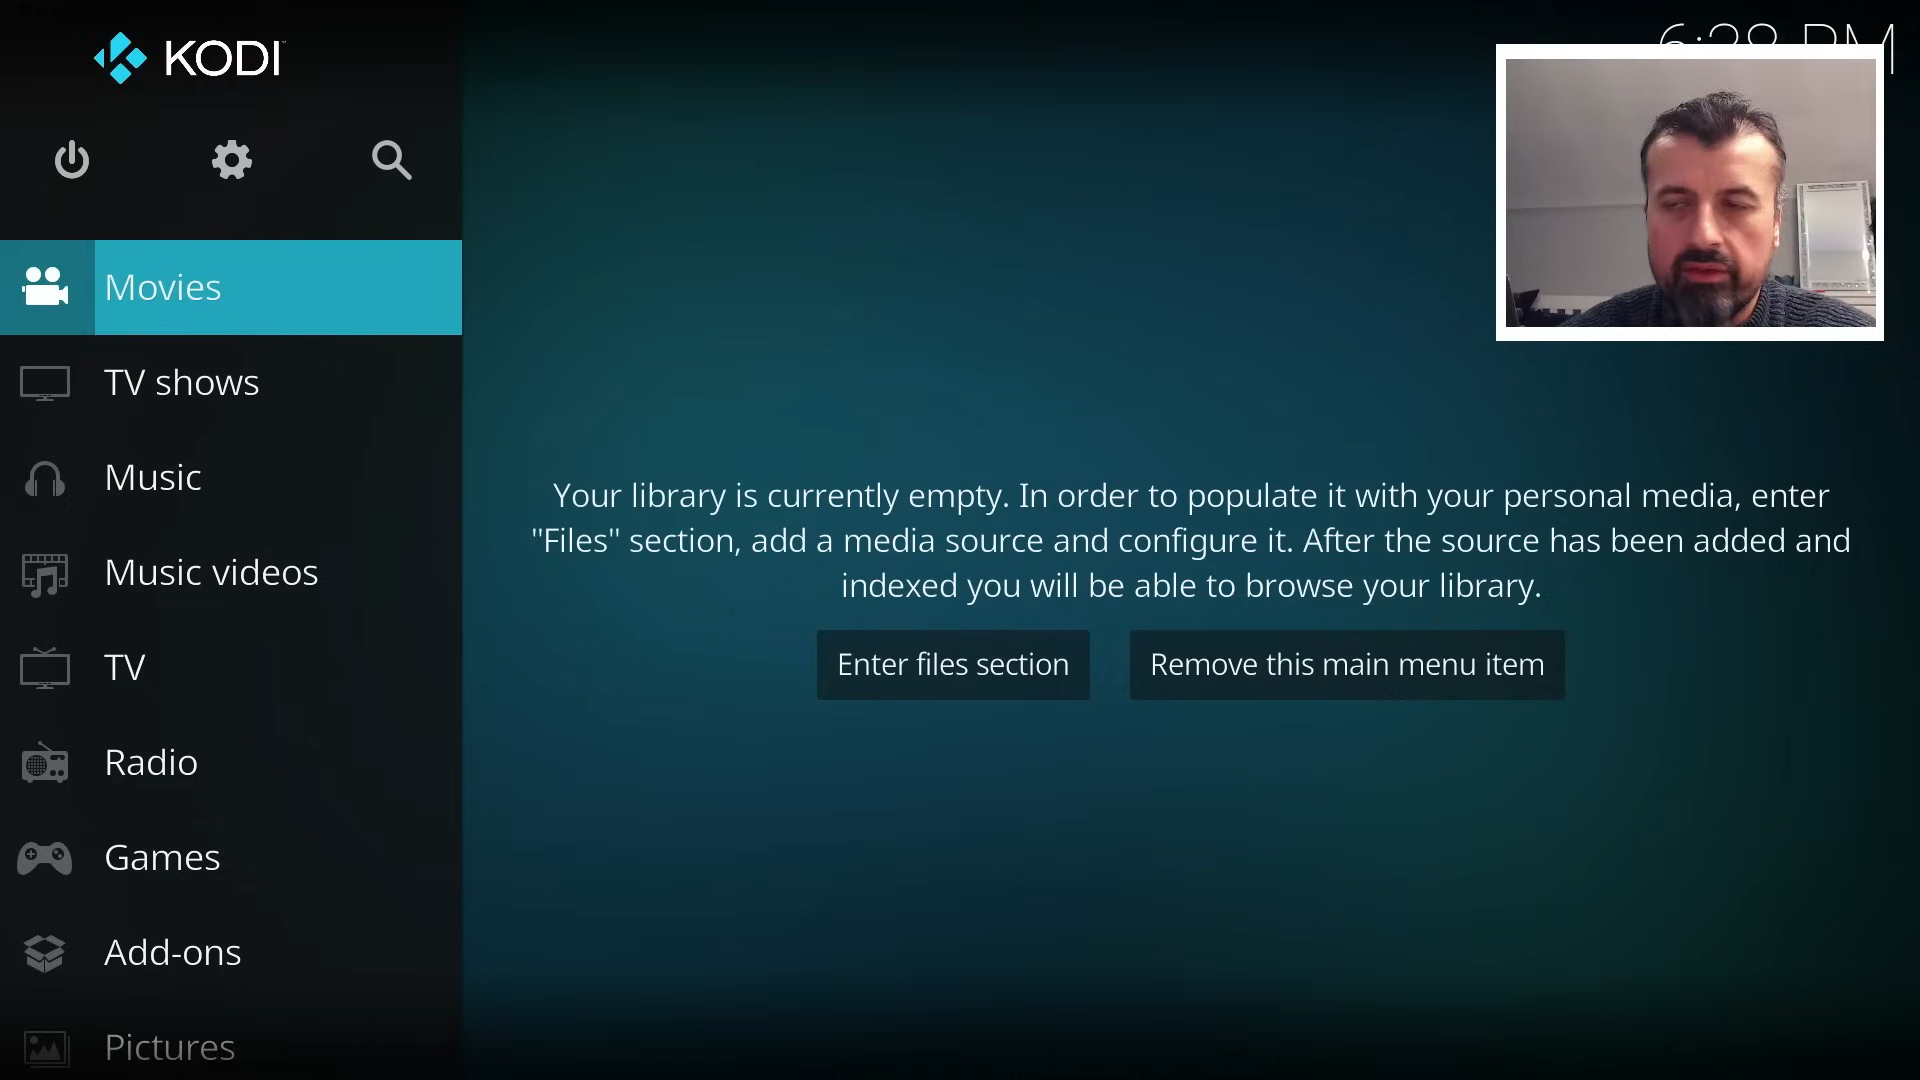 KODI
6:28 PM
Movies
TV shows
Music
Music videos
TV
Radio
Games
Add-ons
Pictures
Your library is currently empty. In order to populate it with your personal media, enter
"Files" section, add a media source and configure it. After the source has been added and
indexed you will be able to browse your library.
Enter files section
Remove this main menu item